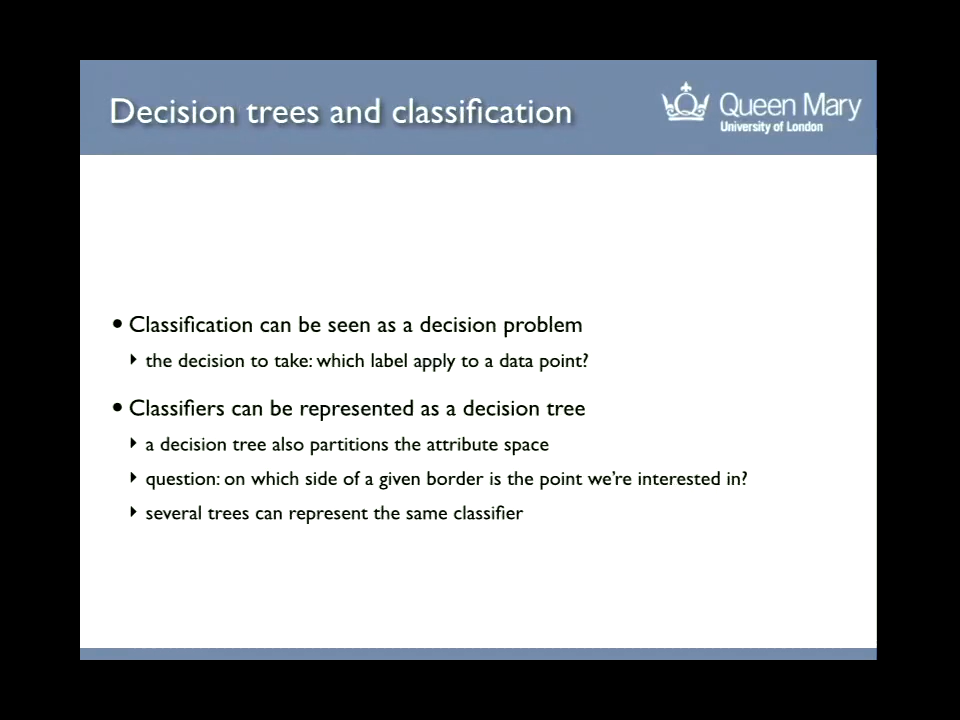 Decision trees and classification
Queen Mary
University of London
• Classification can be seen as a decision problem
‣ the decision to take: which label apply to a data point?
• Classifiers can be represented as a decision tree
‣ a decision tree also partitions the attribute space
‣ question: on which side of a given border is the point we're interested in?
‣ several trees can represent the same classifier